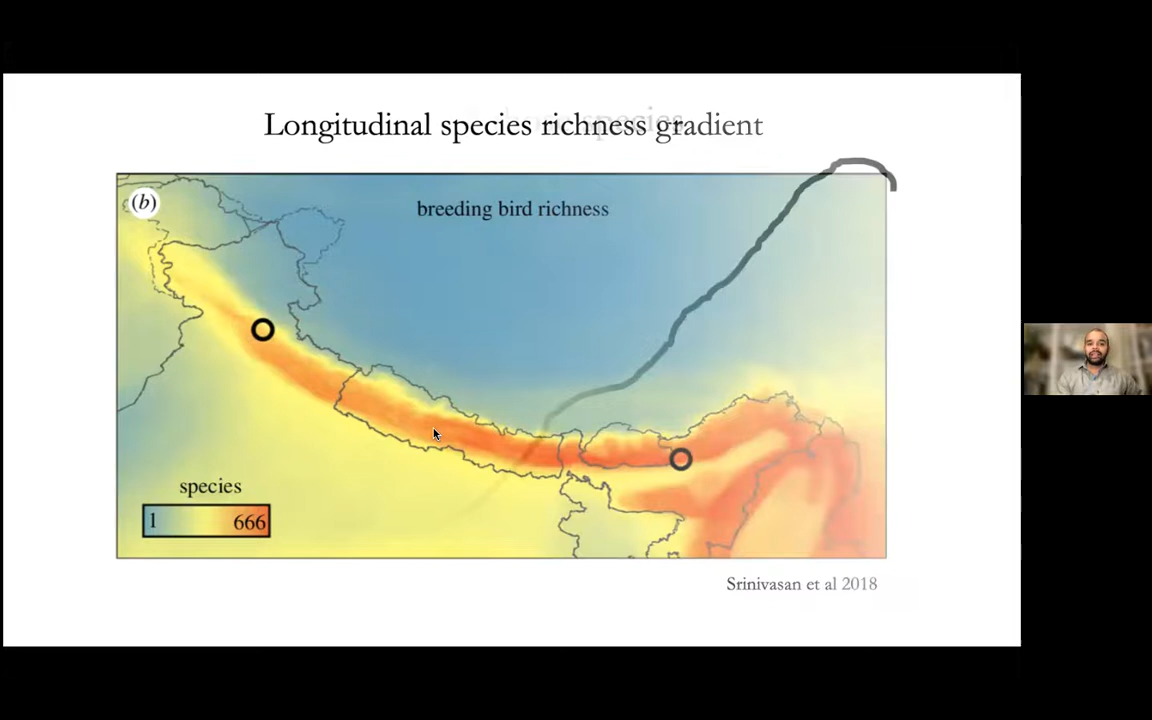 Longitudinal species richness gradient
(b)
breeding bird richness
species
1 666
Srinivasan et al 2018